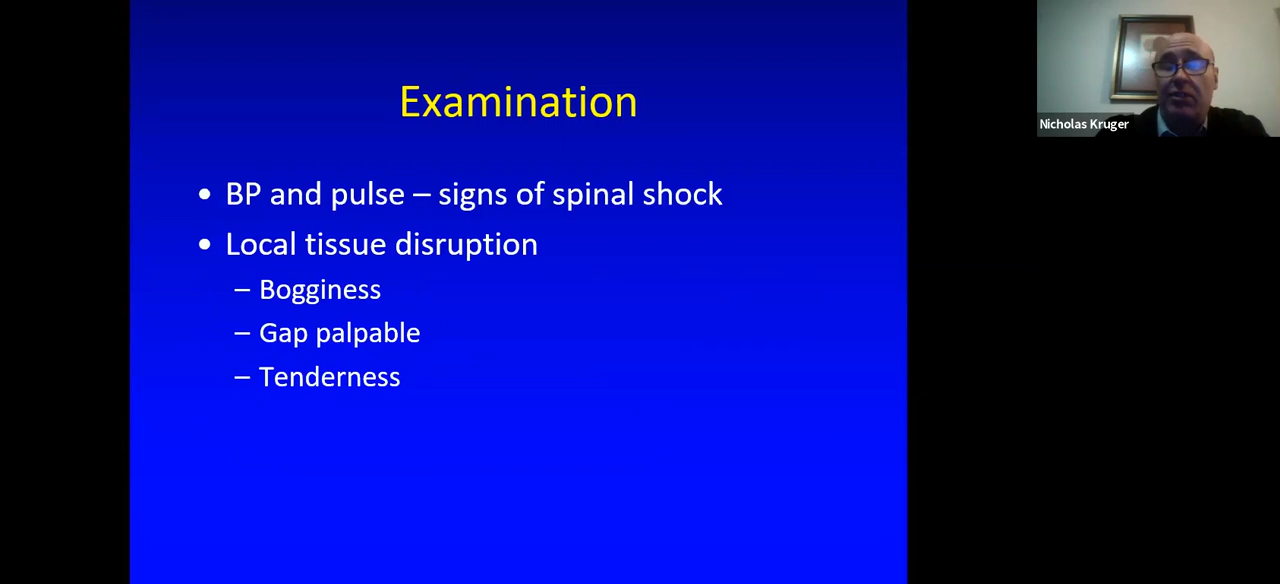 Examination
• BP and pulse – signs of spinal shock
• Local tissue disruption
– Bogginess
– Gap palpable
– Tenderness
Nicholas Kruger